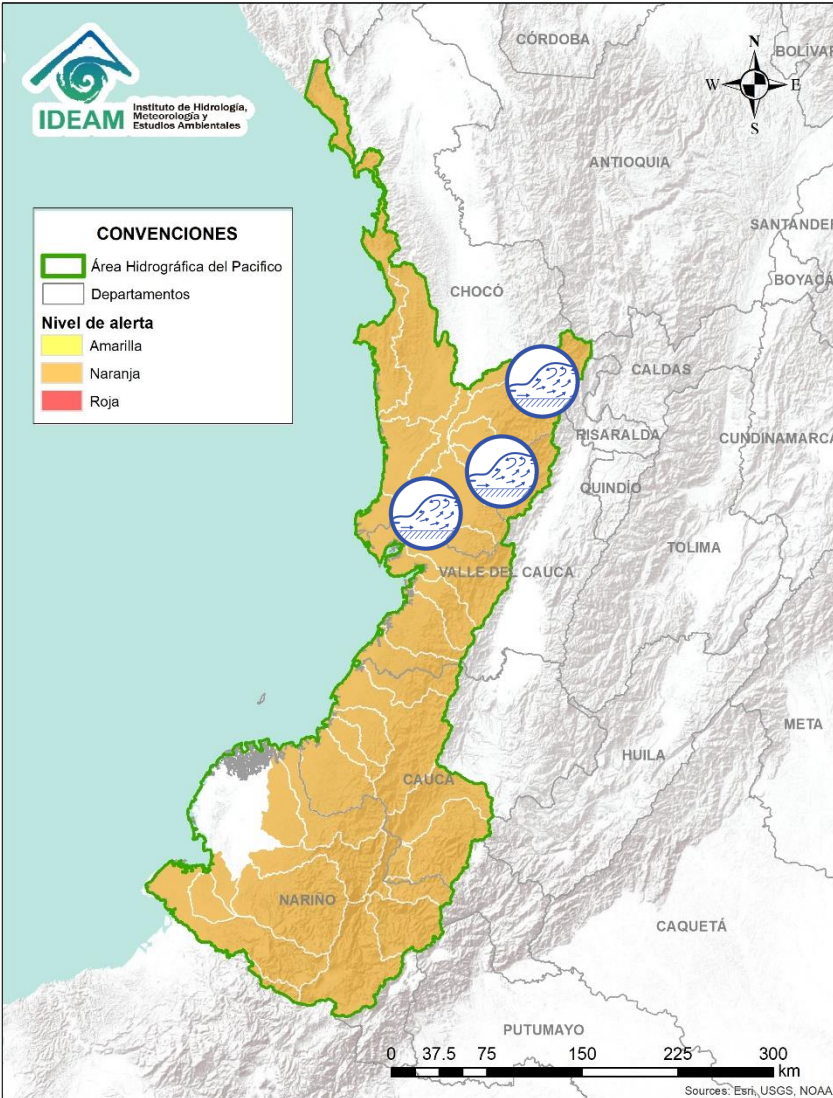 IDEAM
Instituto de Hidrología,
Meteorología y
Estudios Ambientales
N
W
E
S
CONVENCIONES
Área Hidrográfica del Pacifico
Departamentos
Nivel de alerta
Amarilla
Naranja
Roja
CÓRDOBA
BOLÍVAR
ANTIOQUIA
SANTANDER
BOYACÁ
CHOCÓ
CALDAS
RISARALDA
CUNDINAMARCA
QUINDÍO
TOLIMA
VALLE DEL CAUCA
META
HUILA
CAUCA
NARIÑO
CAQUETÁ
PUTUMAYO
0 37.5 75 150 225 300
km
Sources: Esri, USGS, NOAA